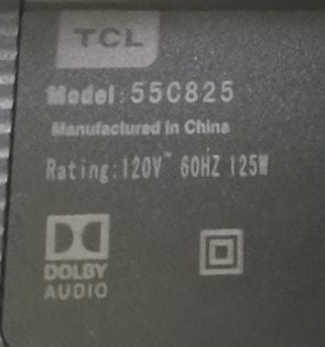 TCL
Model:55C825
Manufactured in China
Rating:120V~ 60HZ 125W
DOLBY
AUDIO